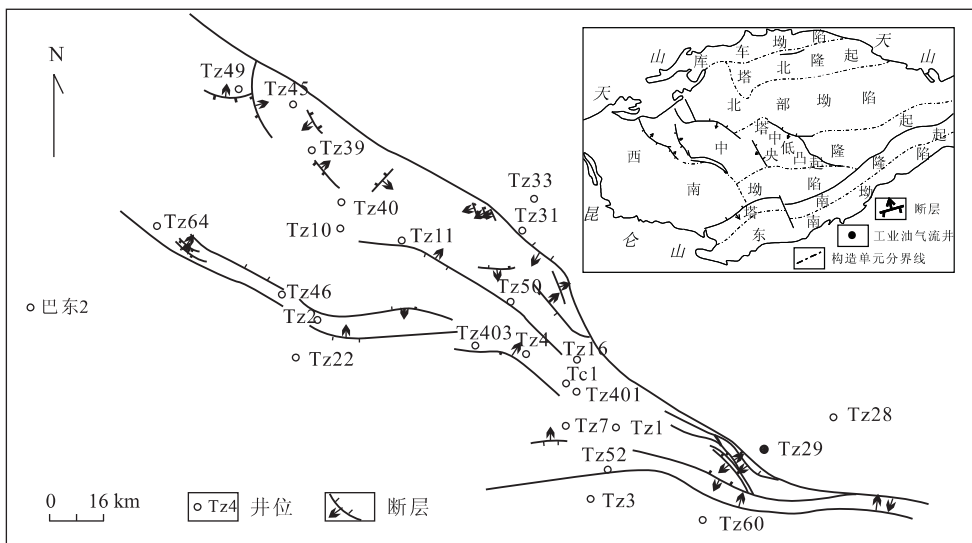 N
Tz49
Tz45
Tz39
Tz40
Tz33
Tz31
Tz10
Tz11
Tz64
Tz46
Tz50
巴东2
Tz2
Tz22
Tz403
Tz4
Tz16
Tc1
Tz401
Tz7
Tz1
Tz28
Tz29
Tz52
Tz3
Tz60
0 16 km
Tz4 井位
断层
天山
库车坳陷
天山
塔北隆起
北部坳陷
塔中低凸起
中央隆起
西南坳陷
塔南隆起
东南坳陷
昆仑山
断层
工业油气流井
构造单元分界线